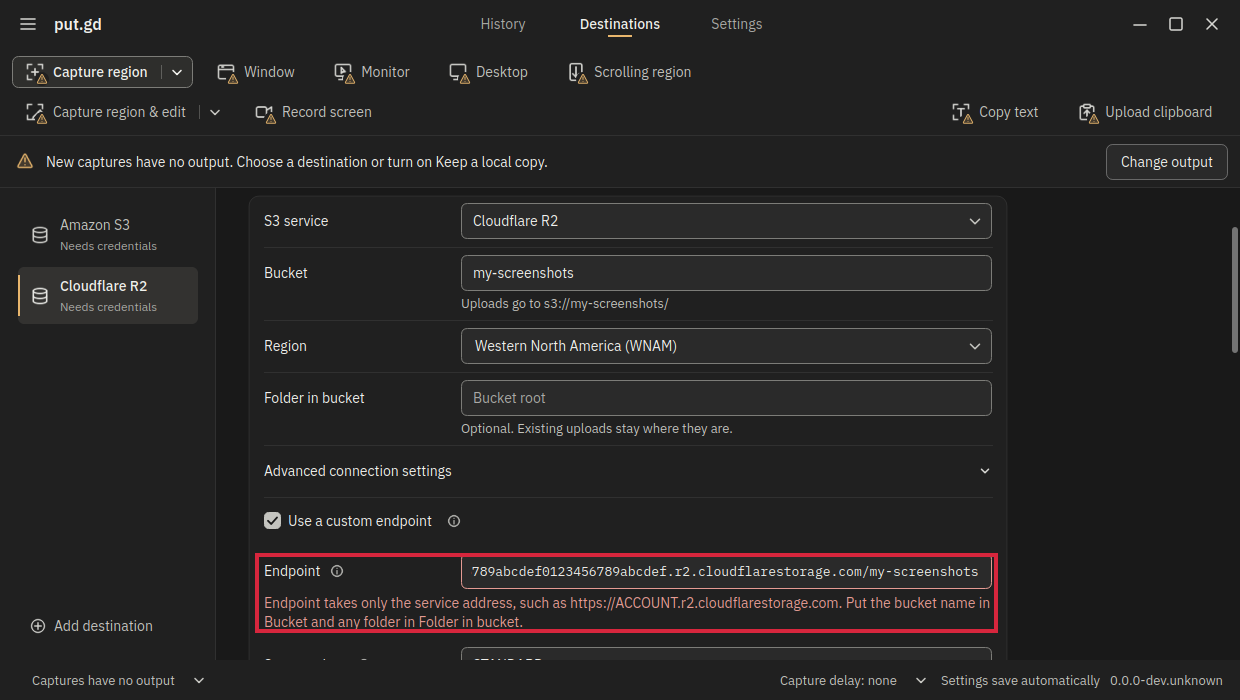 put.gd
History
Destinations
Settings
Capture region
Window
Monitor
Desktop
Scrolling region
Capture region & edit
Record screen
Copy text
Upload clipboard
New captures have no output. Choose a destination or turn on Keep a local copy.
Change output
Amazon S3
Needs credentials
Cloudflare R2
Needs credentials
Add destination
S3 service
Cloudflare R2
Bucket
my-screenshots
Uploads go to s3://my-screenshots/
Region
Western North America (WNAM)
Folder in bucket
Bucket root
Optional. Existing uploads stay where they are.
Advanced connection settings
Use a custom endpoint
Endpoint
789abcdef0123456789abcdef.r2.cloudflarestorage.com/my-screenshots
Endpoint takes only the service address, such as https://ACCOUNT.r2.cloudflarestorage.com. Put the bucket name in
Bucket and any folder in Folder in bucket.
Captures have no output
Capture delay: none
Settings save automatically
0.0.0-dev.unknown